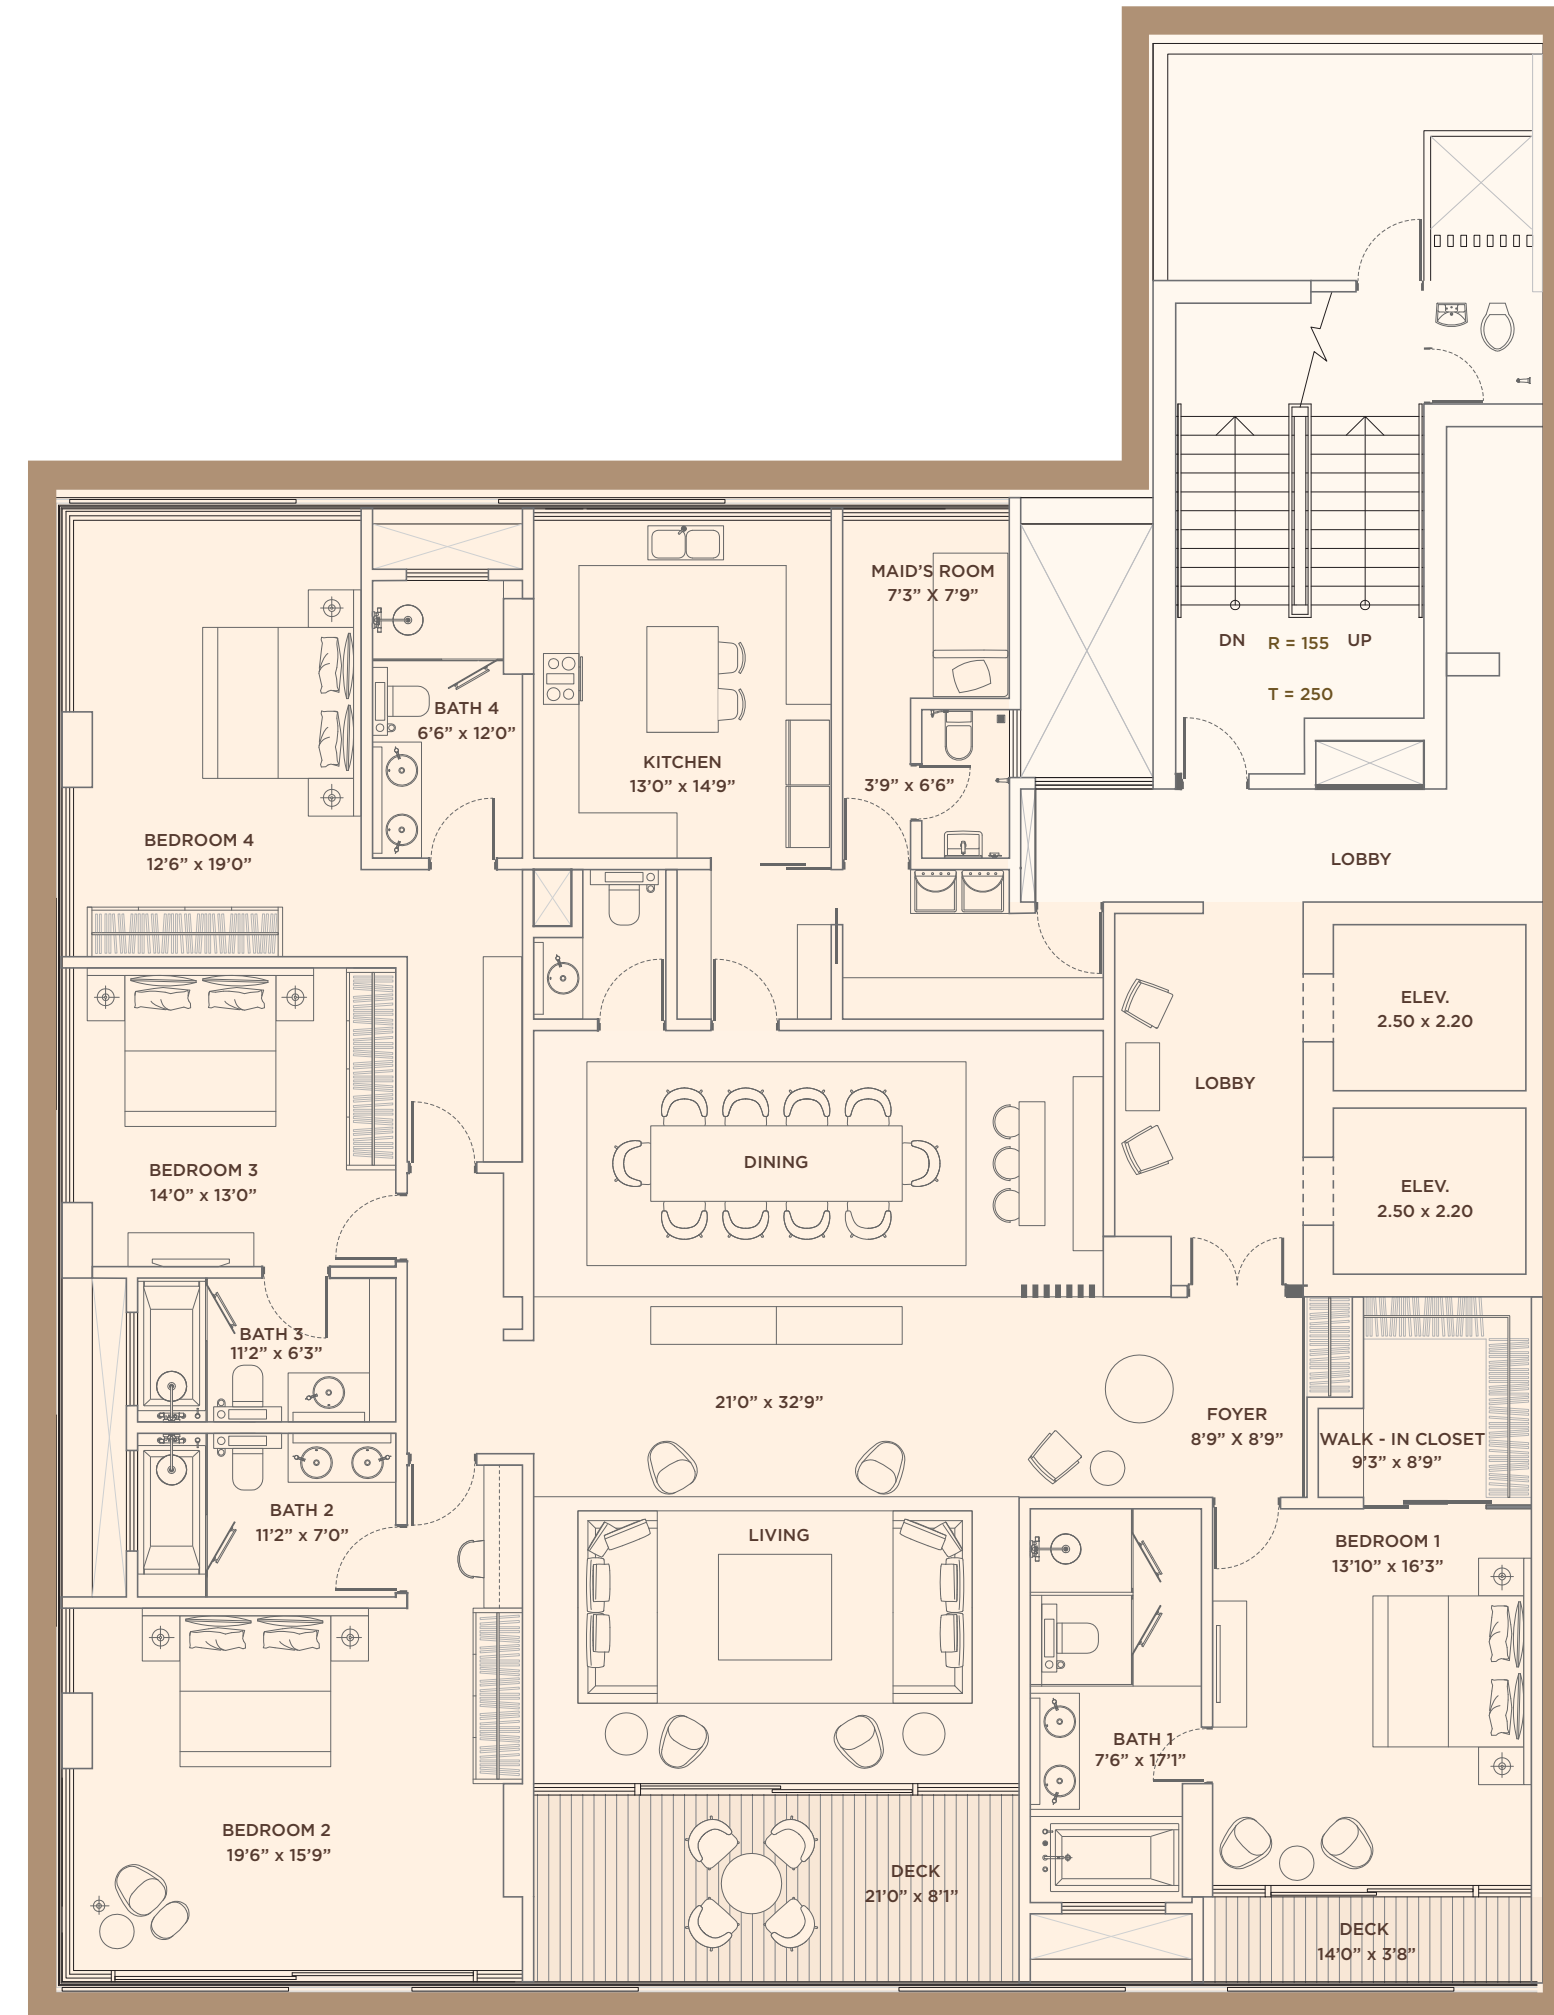 MAID’S ROOM
7’3” X 7’9”
DN
R = 155
UP
T = 250
BATH 4
6’6” x 12’0”
KITCHEN
13’0” x 14’9”
3’9” x 6’6”
BEDROOM 4
12’6” x 19’0”
LOBBY
ELEV.
2.50 x 2.20
LOBBY
DINING
BEDROOM 3
14’0” x 13’0”
ELEV.
2.50 x 2.20
BATH 3
11’2” x 6’3”
21’0” x 32’9”
FOYER
8’9” X 8’9”
WALK - IN CLOSET
9’3” x 8’9”
BATH 2
11’2” x 7’0”
LIVING
BEDROOM 1
13’10” x 16’3”
BATH 1
7’6” x 17’1”
BEDROOM 2
19’6” x 15’9”
DECK
21’0” x 8’1”
DECK
14’0” x 3’8”